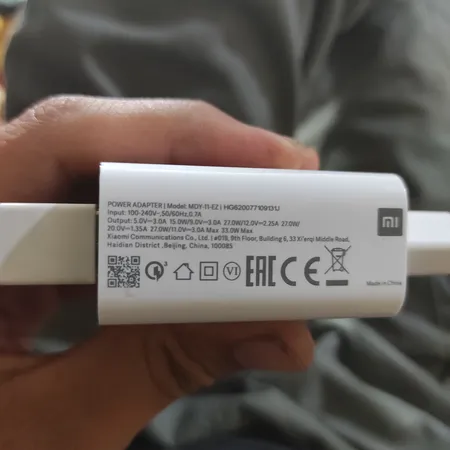 POWER ADAPTER | Model: MDY-11-EZ | HG62007710913U
Input: 100-240V~,50/60Hz,0.7A
Output: 5.0V⎓3.0A 15.0W/9.0V⎓3.0A 27.0W/12.0V⎓2.25A 27.0W/
20.0V⎓1.35A 27.0W/11.0V⎓3.0A Max 33.0W Max
Xiaomi Communications Co., Ltd. | #019, 9th Floor, Building 6, 33 Xi'erqi Middle Road,
Haidian District ,Beijing, China, 100085
mi
3 VI EAC CE
Made in China